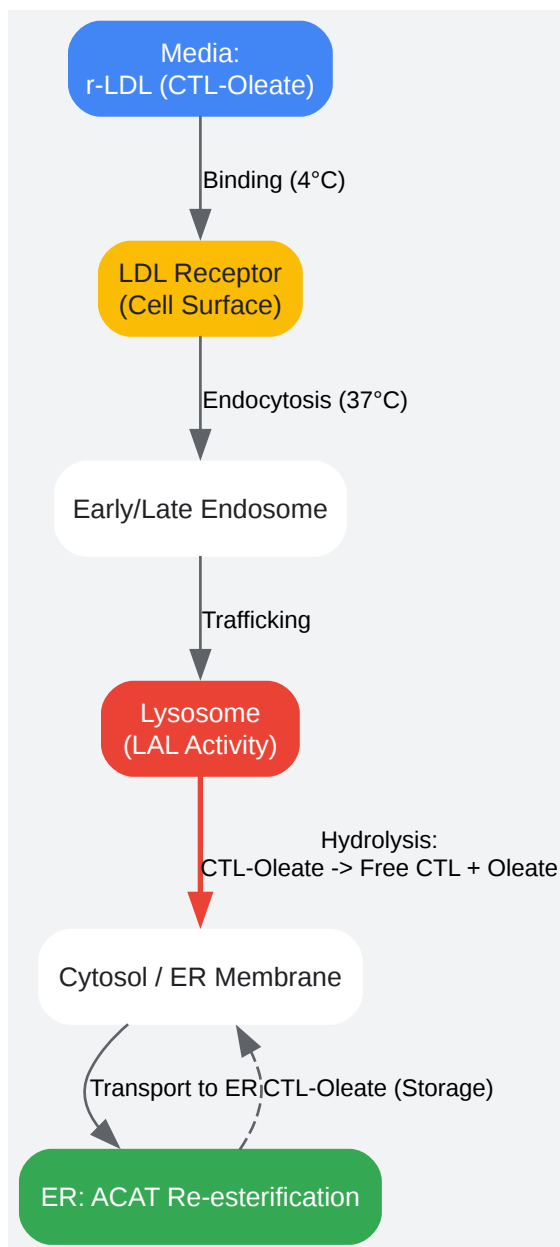 Media:
r-LDL (CTL-Oleate)
Binding (4°C)
LDL Receptor
(Cell Surface)
Endocytosis (37°C)
Early/Late Endosome
Trafficking
Lysosome
(LAL Activity)
Hydrolysis:
CTL-Oleate -> Free CTL + Oleate
Cytosol / ER Membrane
Transport to ER
CTL-Oleate (Storage)
ER: ACAT Re-esterification